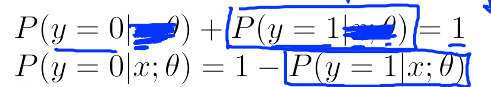 P(y = 0|θ) + P(y = 1|x; θ) = 1
P(y = 0|x; θ) = 1 − P(y = 1|x; θ)